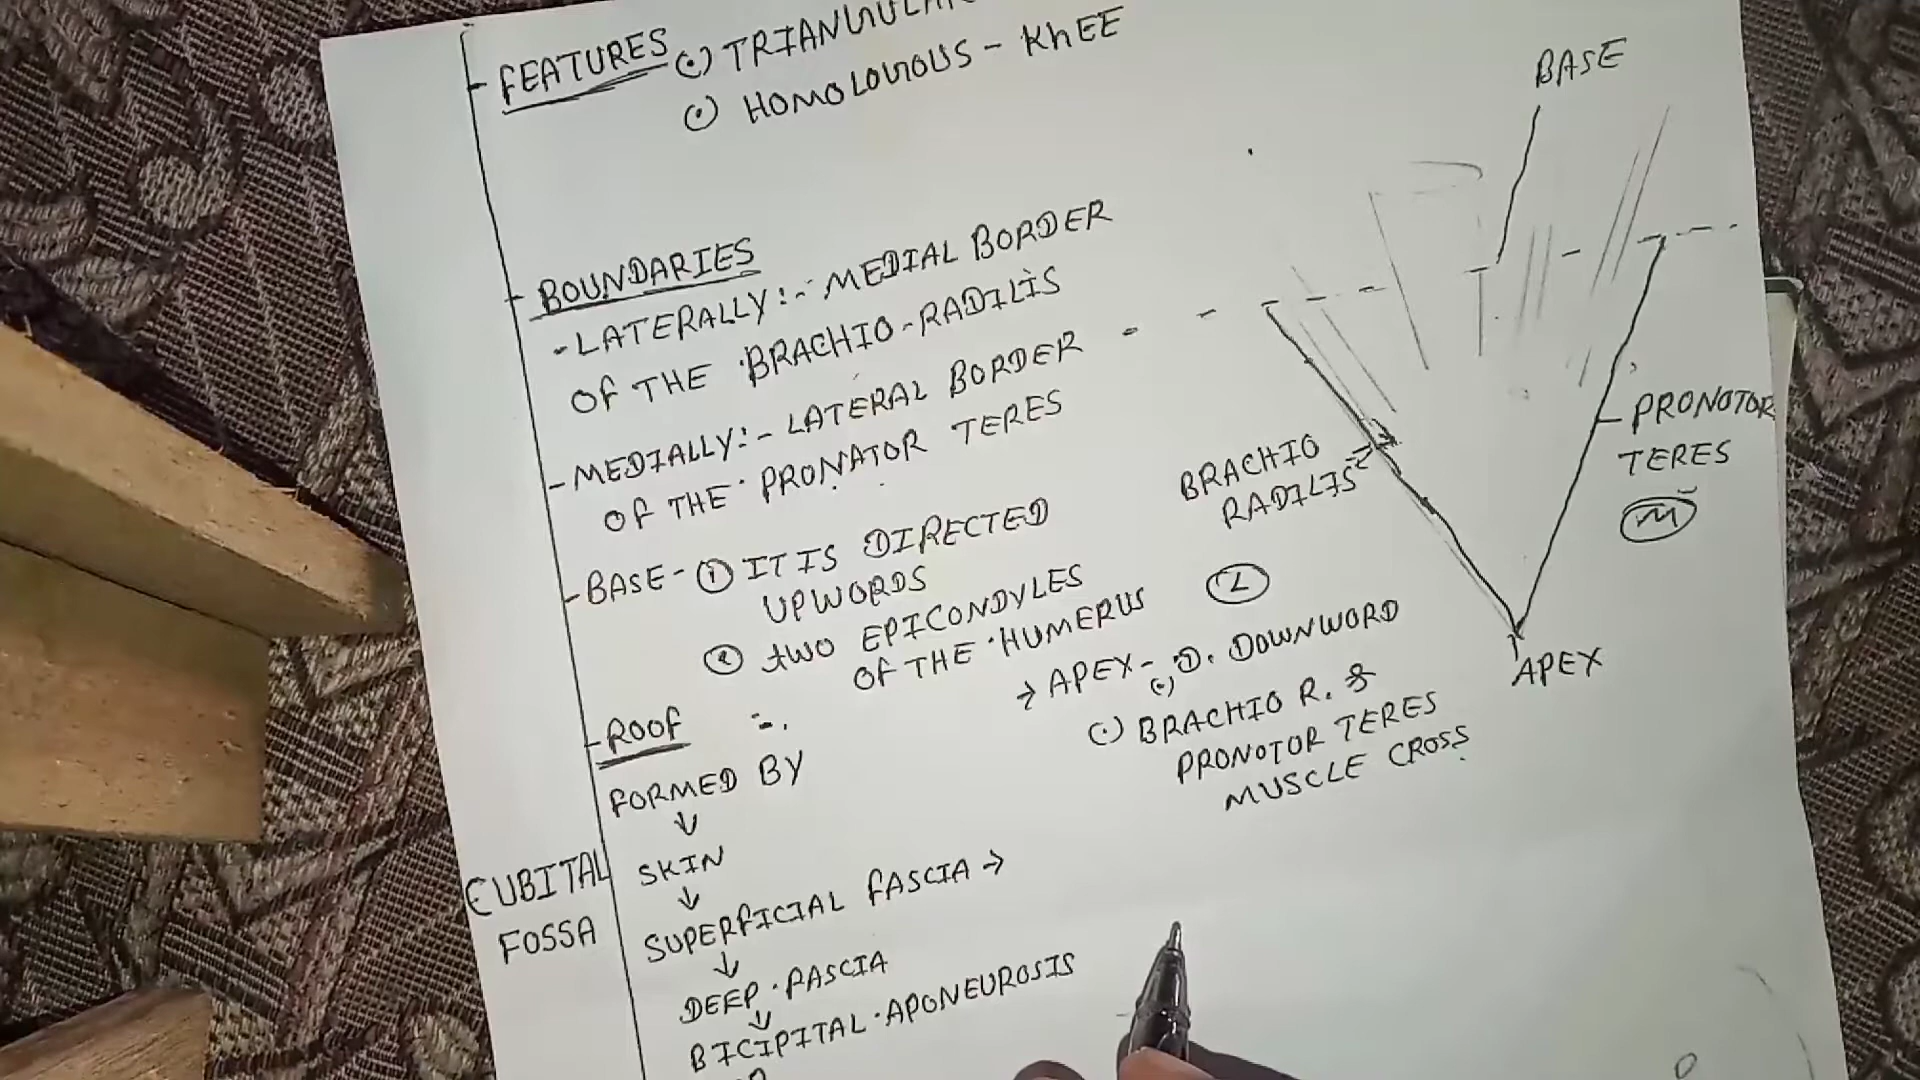 FEATURES
TRIANGULAR
HOMOLOGOUS - KNEE
BOUNDARIES
- LATERALLY :- MEDIAL BORDER
OF THE BRACHIO-RADILIS
- MEDIALLY :- LATERAL BORDER
OF THE PRONATOR TERES
BASE - ① IT IS DIRECTED
UPWORDS
② TWO EPICONDYLES
OF THE HUMERUS
→ APEX - D. DOWNWORD
BRACHIO R. &
PRONOTOR TERES
MUSCLE CROSS
ROOF :-
FORMED BY
↓
SKIN
↓
SUPERFICIAL FASCIA →
↓
DEEP FASCIA
↓
BICIPITAL APONEUROSIS
CUBITAL
FOSSA
BASE
BRACHIO
RADILIS
L
PRONOTOR
TERES
M
APEX